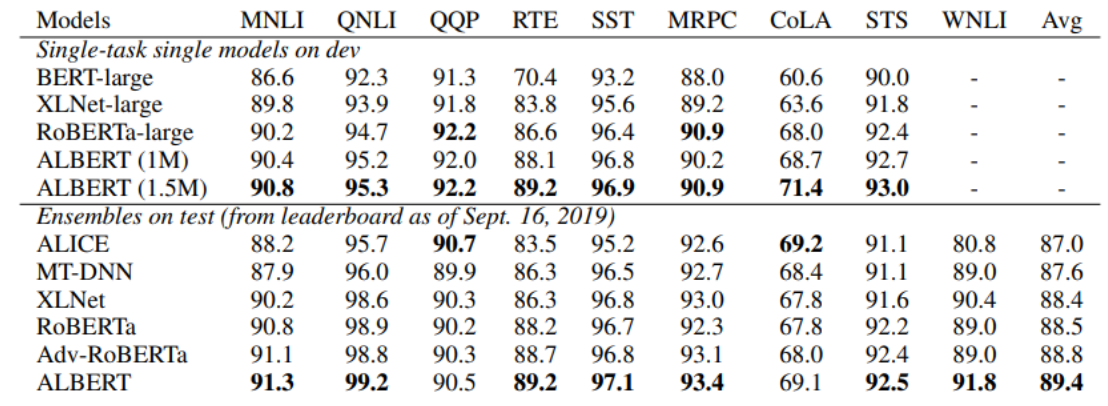 Models MNLI QNLI QQP RTE SST MRPC CoLA STS WNLI Avg
Single-task single models on dev
BERT-large 86.6 92.3 91.3 70.4 93.2 88.0 60.6 90.0 - -
XLNet-large 89.8 93.9 91.8 83.8 95.6 89.2 63.6 91.8 - -
RoBERTa-large 90.2 94.7 92.2 86.6 96.4 90.9 68.0 92.4 - -
ALBERT (1M) 90.4 95.2 92.0 88.1 96.8 90.2 68.7 92.7 - -
ALBERT (1.5M) 90.8 95.3 92.2 89.2 96.9 90.9 71.4 93.0 - -
Ensembles on test (from leaderboard as of Sept. 16, 2019)
ALICE 88.2 95.7 90.7 83.5 95.2 92.6 69.2 91.1 80.8 87.0
MT-DNN 87.9 96.0 89.9 86.3 96.5 92.7 68.4 91.1 89.0 87.6
XLNet 90.2 98.6 90.3 86.3 96.8 93.0 67.8 91.6 90.4 88.4
RoBERTa 90.8 98.9 90.2 88.2 96.7 92.3 67.8 92.2 89.0 88.5
Adv-RoBERTa 91.1 98.8 90.3 88.7 96.8 93.1 68.0 92.4 89.0 88.8
ALBERT 91.3 99.2 90.5 89.2 97.1 93.4 69.1 92.5 91.8 89.4